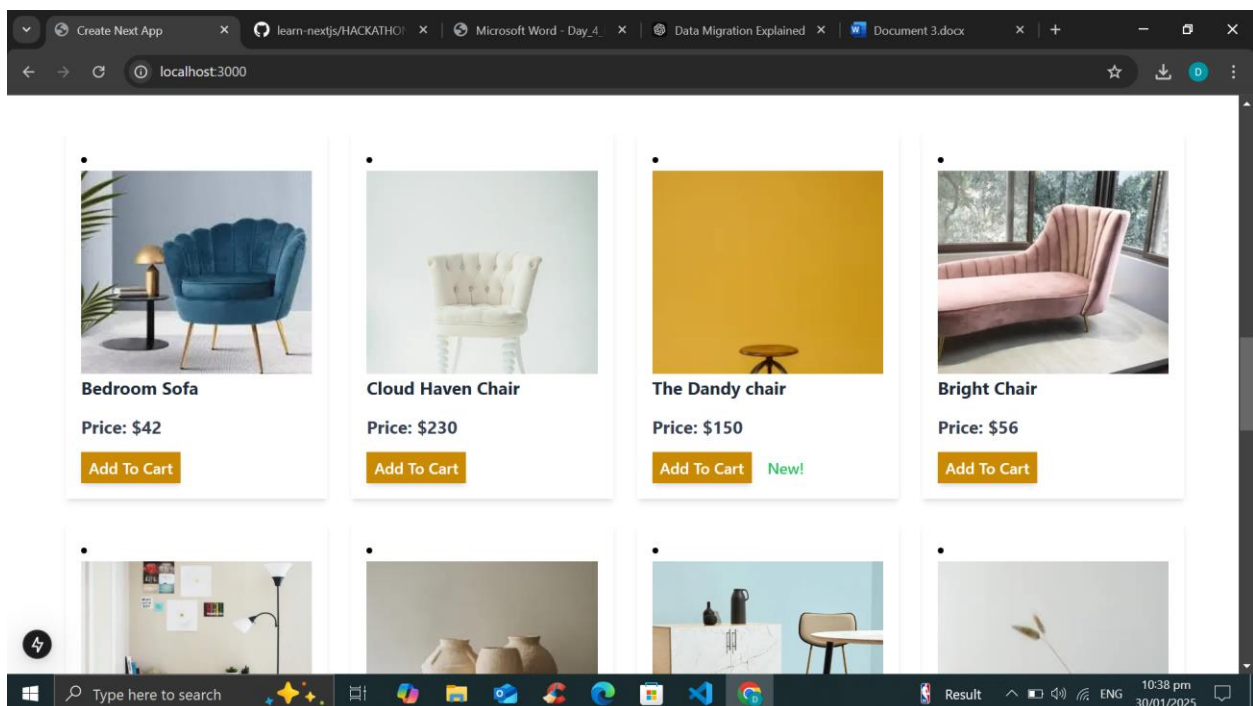 Create Next App
learn-nextjs/HACKATHO
Microsoft Word - Day_4_
Data Migration Explained
Document 3.docx
localhost:3000
D
Bedroom Sofa
Cloud Haven Chair
The Dandy chair
Bright Chair
Price: $42
Price: $230
Price: $150
Price: $56
Add To Cart
Add To Cart
Add To Cart
New!
Add To Cart
Type here to search
Result
ENG
10:38 pm
30/01/2025